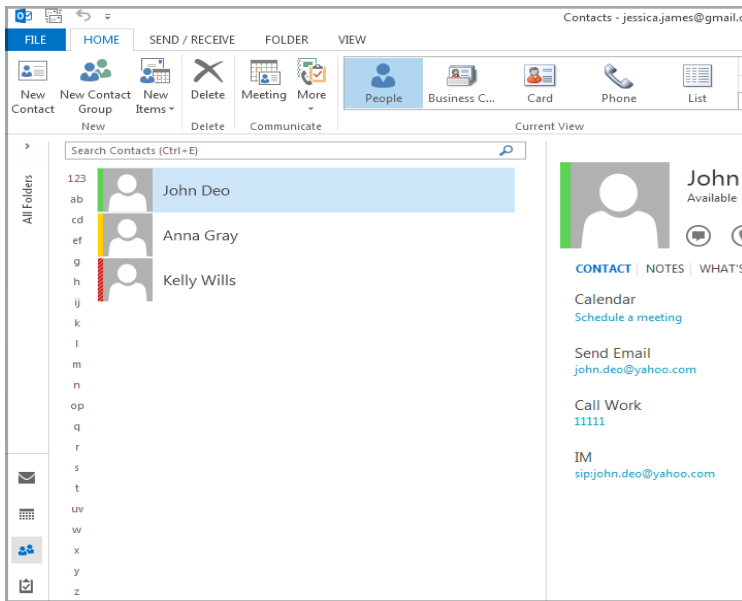 Contacts - jessica.james@gmail.c
FILE HOME SEND / RECEIVE FOLDER VIEW
New Contact
New Contact Group
New Items
Delete
Meeting
More
People
Business C...
Card
Phone
List
New
Delete
Communicate
Current View
All Folders
Search Contacts (Ctrl+E)
123
ab
cd
ef
g
h
ij
k
l
m
n
op
q
r
s
t
uv
w
x
y
z
John Deo
Anna Gray
Kelly Wills
John
Available
CONTACT NOTES WHAT'S
Calendar
Schedule a meeting
Send Email
john.deo@yahoo.com
Call Work
11111
IM
sip:john.deo@yahoo.com